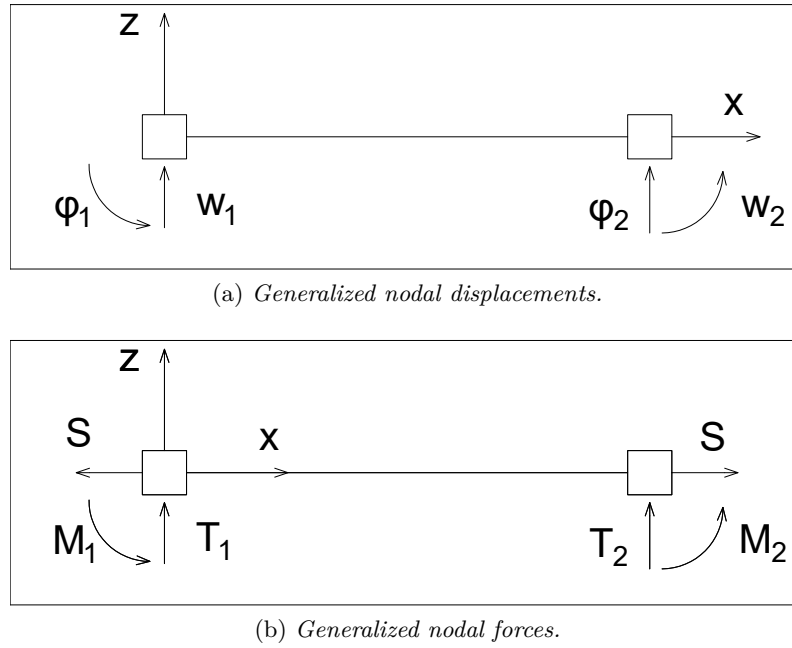 z
x
φ₁
w₁
φ₂
w₂
(a) Generalized nodal displacements.
z
S
x
S
M₁
T₁
T₂
M₂
(b) Generalized nodal forces.